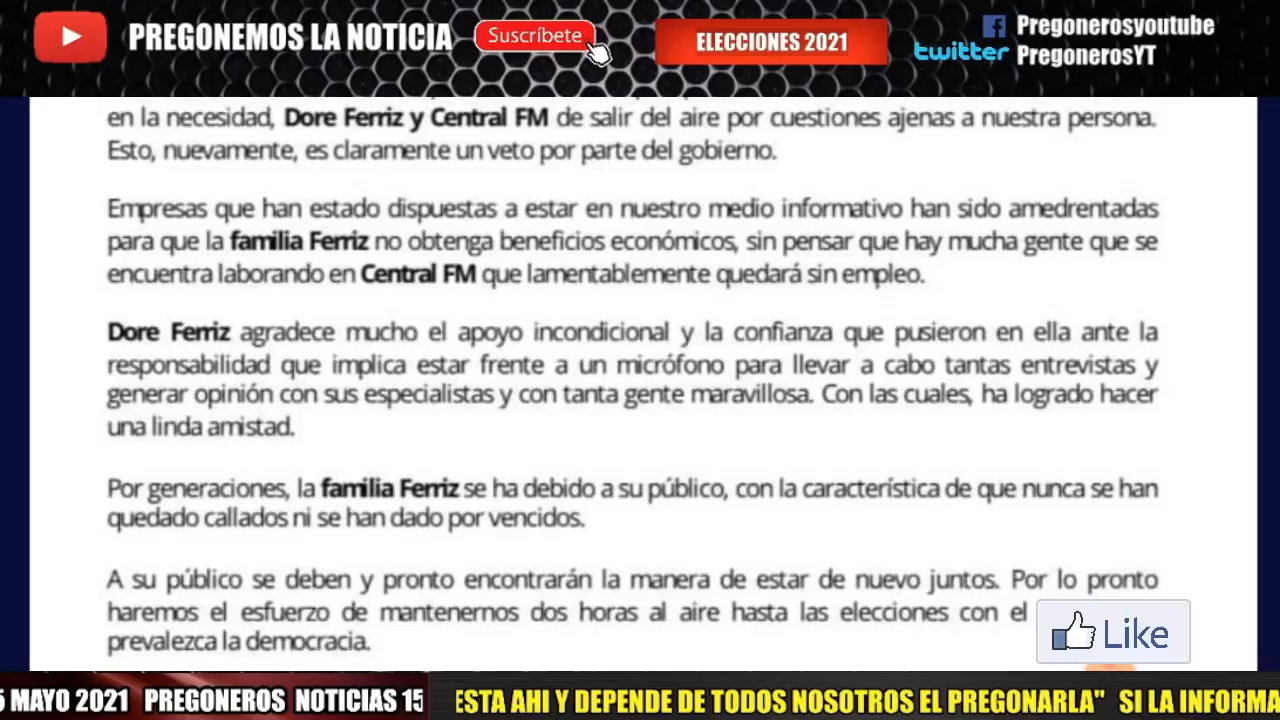 PREGONEMOS LA NOTICIA
Suscríbete
ELECCIONES 2021
Pregonerosyoutube
twitter PregonerosYT
en la necesidad, Dore Ferriz y Central FM de salir del aire por cuestiones ajenas a nuestra persona.
Esto, nuevamente, es claramente un veto por parte del gobierno.
Empresas que han estado dispuestas a estar en nuestro medio informativo han sido amedrentadas
para que la familia Ferriz no obtenga beneficios económicos, sin pensar que hay mucha gente que se
encuentra laborando en Central FM que lamentablemente quedará sin empleo.
Dore Ferriz agradece mucho el apoyo incondicional y la confianza que pusieron en ella ante la
responsabilidad que implica estar frente a un micrófono para llevar a cabo tantas entrevistas y
generar opinión con sus especialistas y con tanta gente maravillosa. Con las cuales, ha logrado hacer
una linda amistad.
Por generaciones, la familia Ferriz se ha debido a su público, con la característica de que nunca se han
quedado callados ni se han dado por vencidos.
A su público se deben y pronto encontrarán la manera de estar de nuevo juntos. Por lo pronto
haremos el esfuerzo de mantenernos dos horas al aire hasta las elecciones con el
prevalezca la democracia.
Like
5 MAYO 2021 PREGONEROS NOTICIAS 15
ESTA AHI Y DEPENDE DE TODOS NOSOTROS EL PREGONARLA" SI LA INFORMA